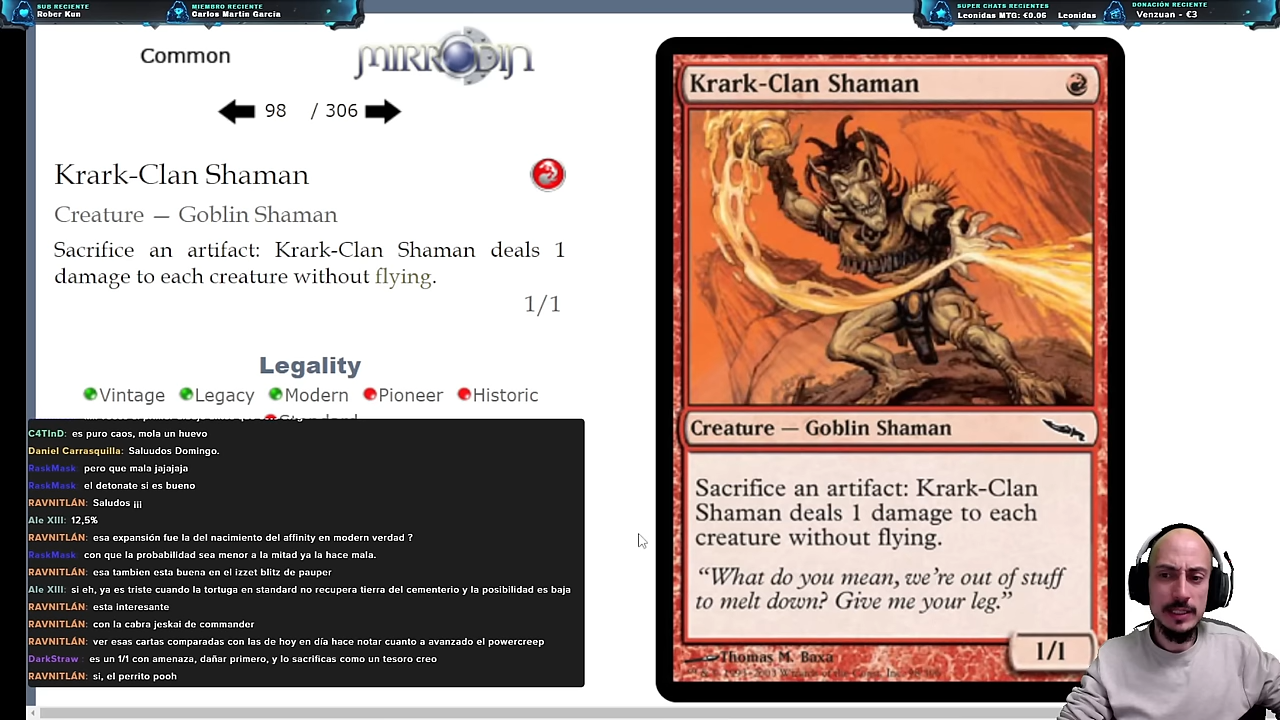 SUB RECIENTE
Rober Kun
MIEMBRO RECIENTE
Carlos Martin Garcia
SUPER CHATS RECIENTES
Leonidas MTG: €0.06 Leonidas
DONACIÓN RECIENTE
Venzuan - €3
Common
MIRRODIN
98 / 306
Krark-Clan Shaman
Creature — Goblin Shaman
Sacrifice an artifact: Krark-Clan Shaman deals 1
damage to each creature without flying.
1/1
Legality
Vintage Legacy Modern Pioneer Historic
C4TInD: es puro caos, mola un huevo
Daniel Carrasquilla: Saluudos Domingo.
RaskMask: pero que mala jajajaja
RaskMask: el detonate si es bueno
RAVNITLÁN: Saludos ¡¡¡
Ale XIII: 12,5%
RAVNITLÁN: esa expansión fue la del nacimiento del affinity en modern verdad ?
RaskMask: con que la probabilidad sea menor a la mitad ya la hace mala.
RAVNITLÁN: esa tambien esta buena en el izzet blitz de pauper
Ale XIII: si eh, ya es triste cuando la tortuga en standard no recupera tierra del cementerio y la posibilidad es baja
RAVNITLÁN: esta interesante
RAVNITLÁN: con la cabra jeskai de commander
RAVNITLÁN: ver esas cartas comparadas con las de hoy en día hace notar cuanto a avanzado el powercreep
DarkStraw: es un 1/1 con amenaza, dañar primero, y lo sacrificas como un tesoro creo
RAVNITLÁN: si, el perrito pooh
Krark-Clan Shaman
Creature — Goblin Shaman
Sacrifice an artifact: Krark-Clan
Shaman deals 1 damage to each
creature without flying.
“What do you mean, we’re out of stuff
to melt down? Give me your leg.”
1/1
Thomas M. Baxa